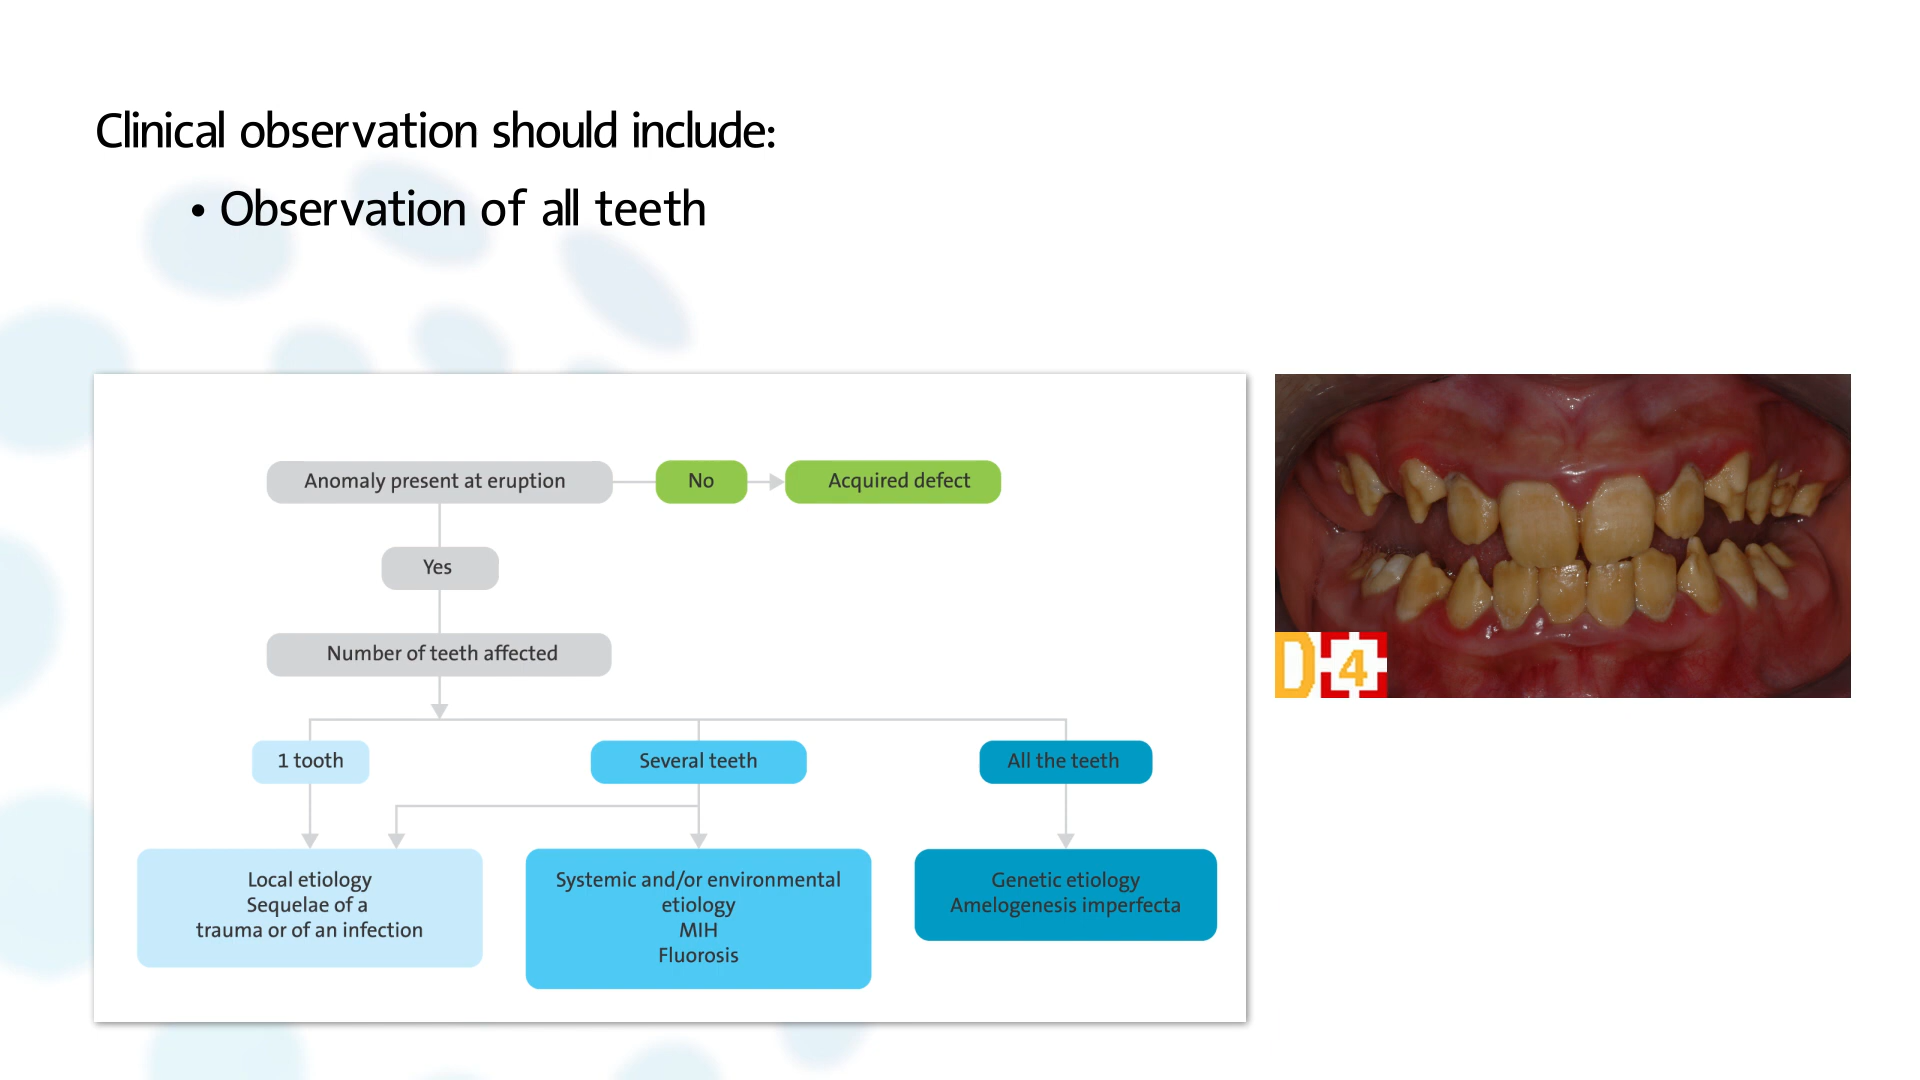 Clinical observation should include:
• Observation of all teeth
Anomaly present at eruption
No
Acquired defect
Yes
Number of teeth affected
1 tooth
Several teeth
All the teeth
Local etiology
Sequelae of a
trauma or of an infection
Systemic and/or environmental
etiology
MIH
Fluorosis
Genetic etiology
Amelogenesis imperfecta
D 4